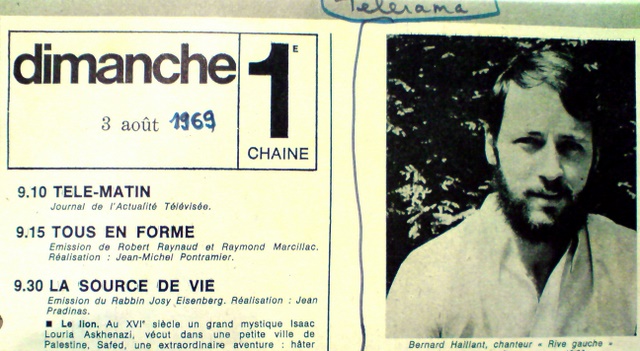 Télérama
dimanche 1E
3 août 1969
CHAINE
9.10 TELE-MATIN
Journal de l'Actualité Télévisée.
9.15 TOUS EN FORME
Emission de Robert Raynaud et Raymond Marcillac.
Réalisation : Jean-Michel Pontramier.
9.30 LA SOURCE DE VIE
Emission du Rabbin Josy Eisenberg. Réalisation : Jean
Pradinas.
■ Le lion. Au XVIe siècle un grand mystique Isaac
Louria Askhenazi, vécut dans une petite ville de
Palestine, Safed, une extraordinaire aventure : hâter
Bernard Haillant, chanteur « Rive gauche »